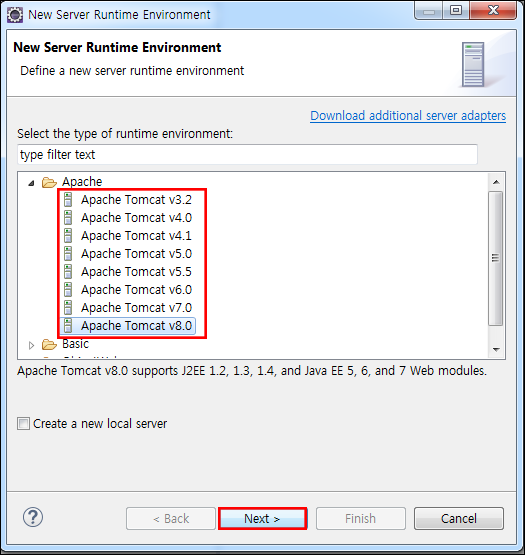 New Server Runtime Environment
New Server Runtime Environment
Define a new server runtime environment
Download additional server adapters
Select the type of runtime environment:
type filter text
Apache
Apache Tomcat v3.2
Apache Tomcat v4.0
Apache Tomcat v4.1
Apache Tomcat v5.0
Apache Tomcat v5.5
Apache Tomcat v6.0
Apache Tomcat v7.0
Apache Tomcat v8.0
Basic
Apache Tomcat v8.0 supports J2EE 1.2, 1.3, 1.4, and Java EE 5, 6, and 7 Web modules.
Create a new local server
? < Back Next > Finish Cancel